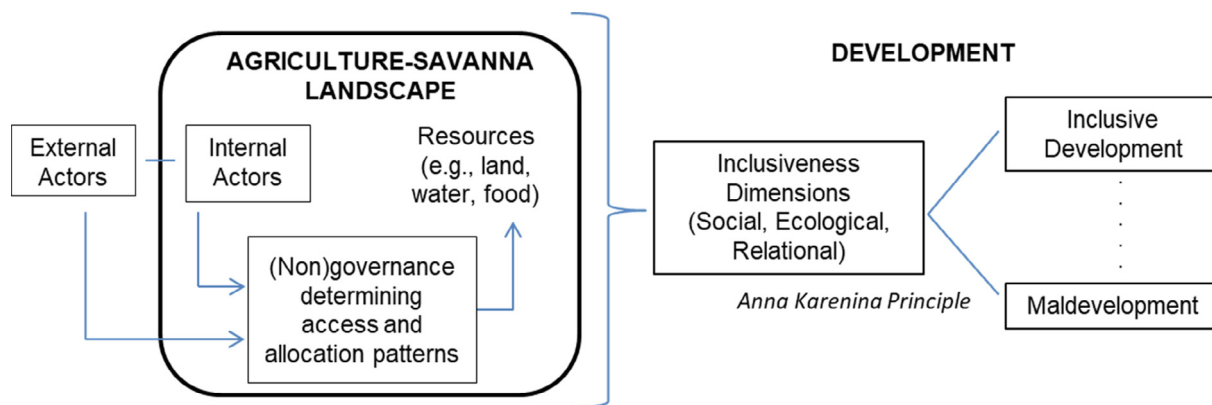 AGRICULTURE-SAVANNA
LANDSCAPE
External
Actors
Internal
Actors
Resources
(e.g., land,
water, food)
(Non)governance
determining
access and
allocation patterns
DEVELOPMENT
Inclusiveness
Dimensions
(Social, Ecological,
Relational)
Anna Karenina Principle
Inclusive
Development
Maldevelopment